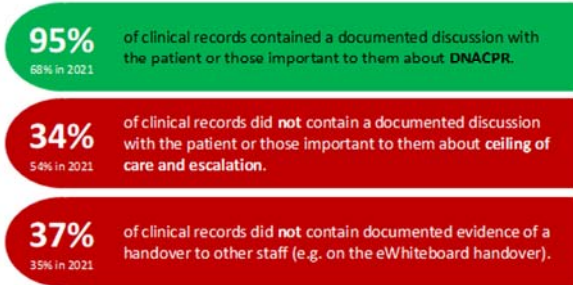 95%
68% in 2021
of clinical records contained a documented discussion with
the patient or those important to them about DNACPR.
34%
54% in 2021
of clinical records did not contain a documented discussion
with the patient or those important to them about ceiling of
care and escalation.
37%
35% in 2021
of clinical records did not contain documented evidence of a
handover to other staff (e.g. on the eWhiteboard handover).